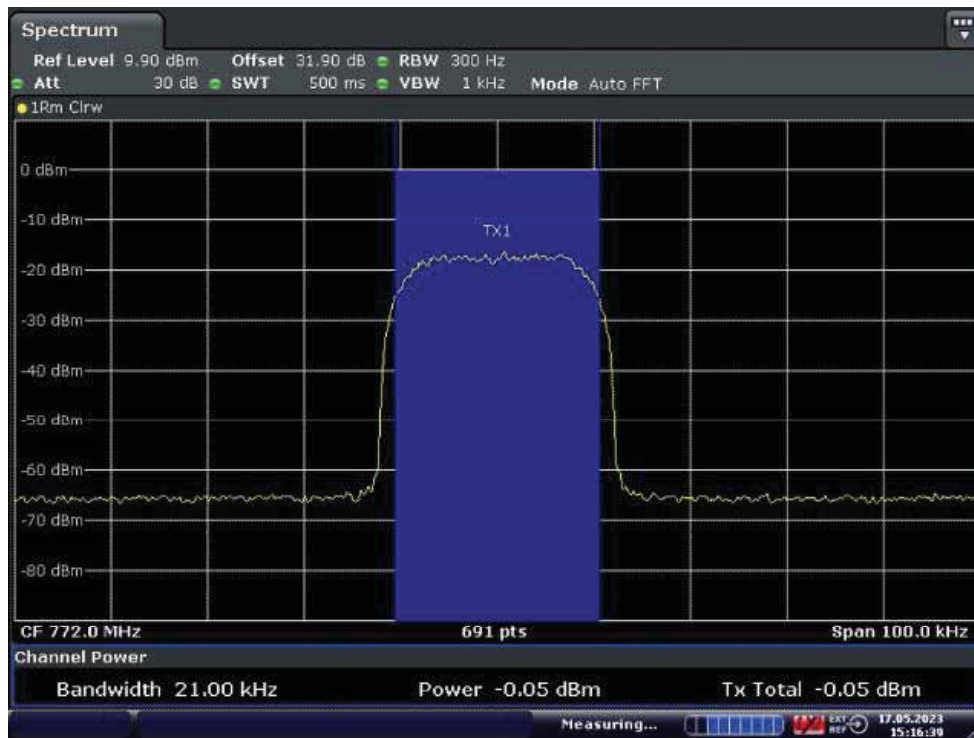 Spectrum
Ref Level 9.90 dBm Offset 31.90 dB RBW 300 Hz
Att 30 dB SWT 500 ms VBW 1 kHz Mode Auto FFT
1Rm Clrw
0 dBm
-10 dBm
TX1
-20 dBm
-30 dBm
-40 dBm
-50 dBm
-60 dBm
-70 dBm
-80 dBm
CF 772.0 MHz 691 pts Span 100.0 kHz
Channel Power
Bandwidth 21.00 kHz Power -0.05 dBm Tx Total -0.05 dBm
Measuring... EXT REF 17.05.2023
15:16:39